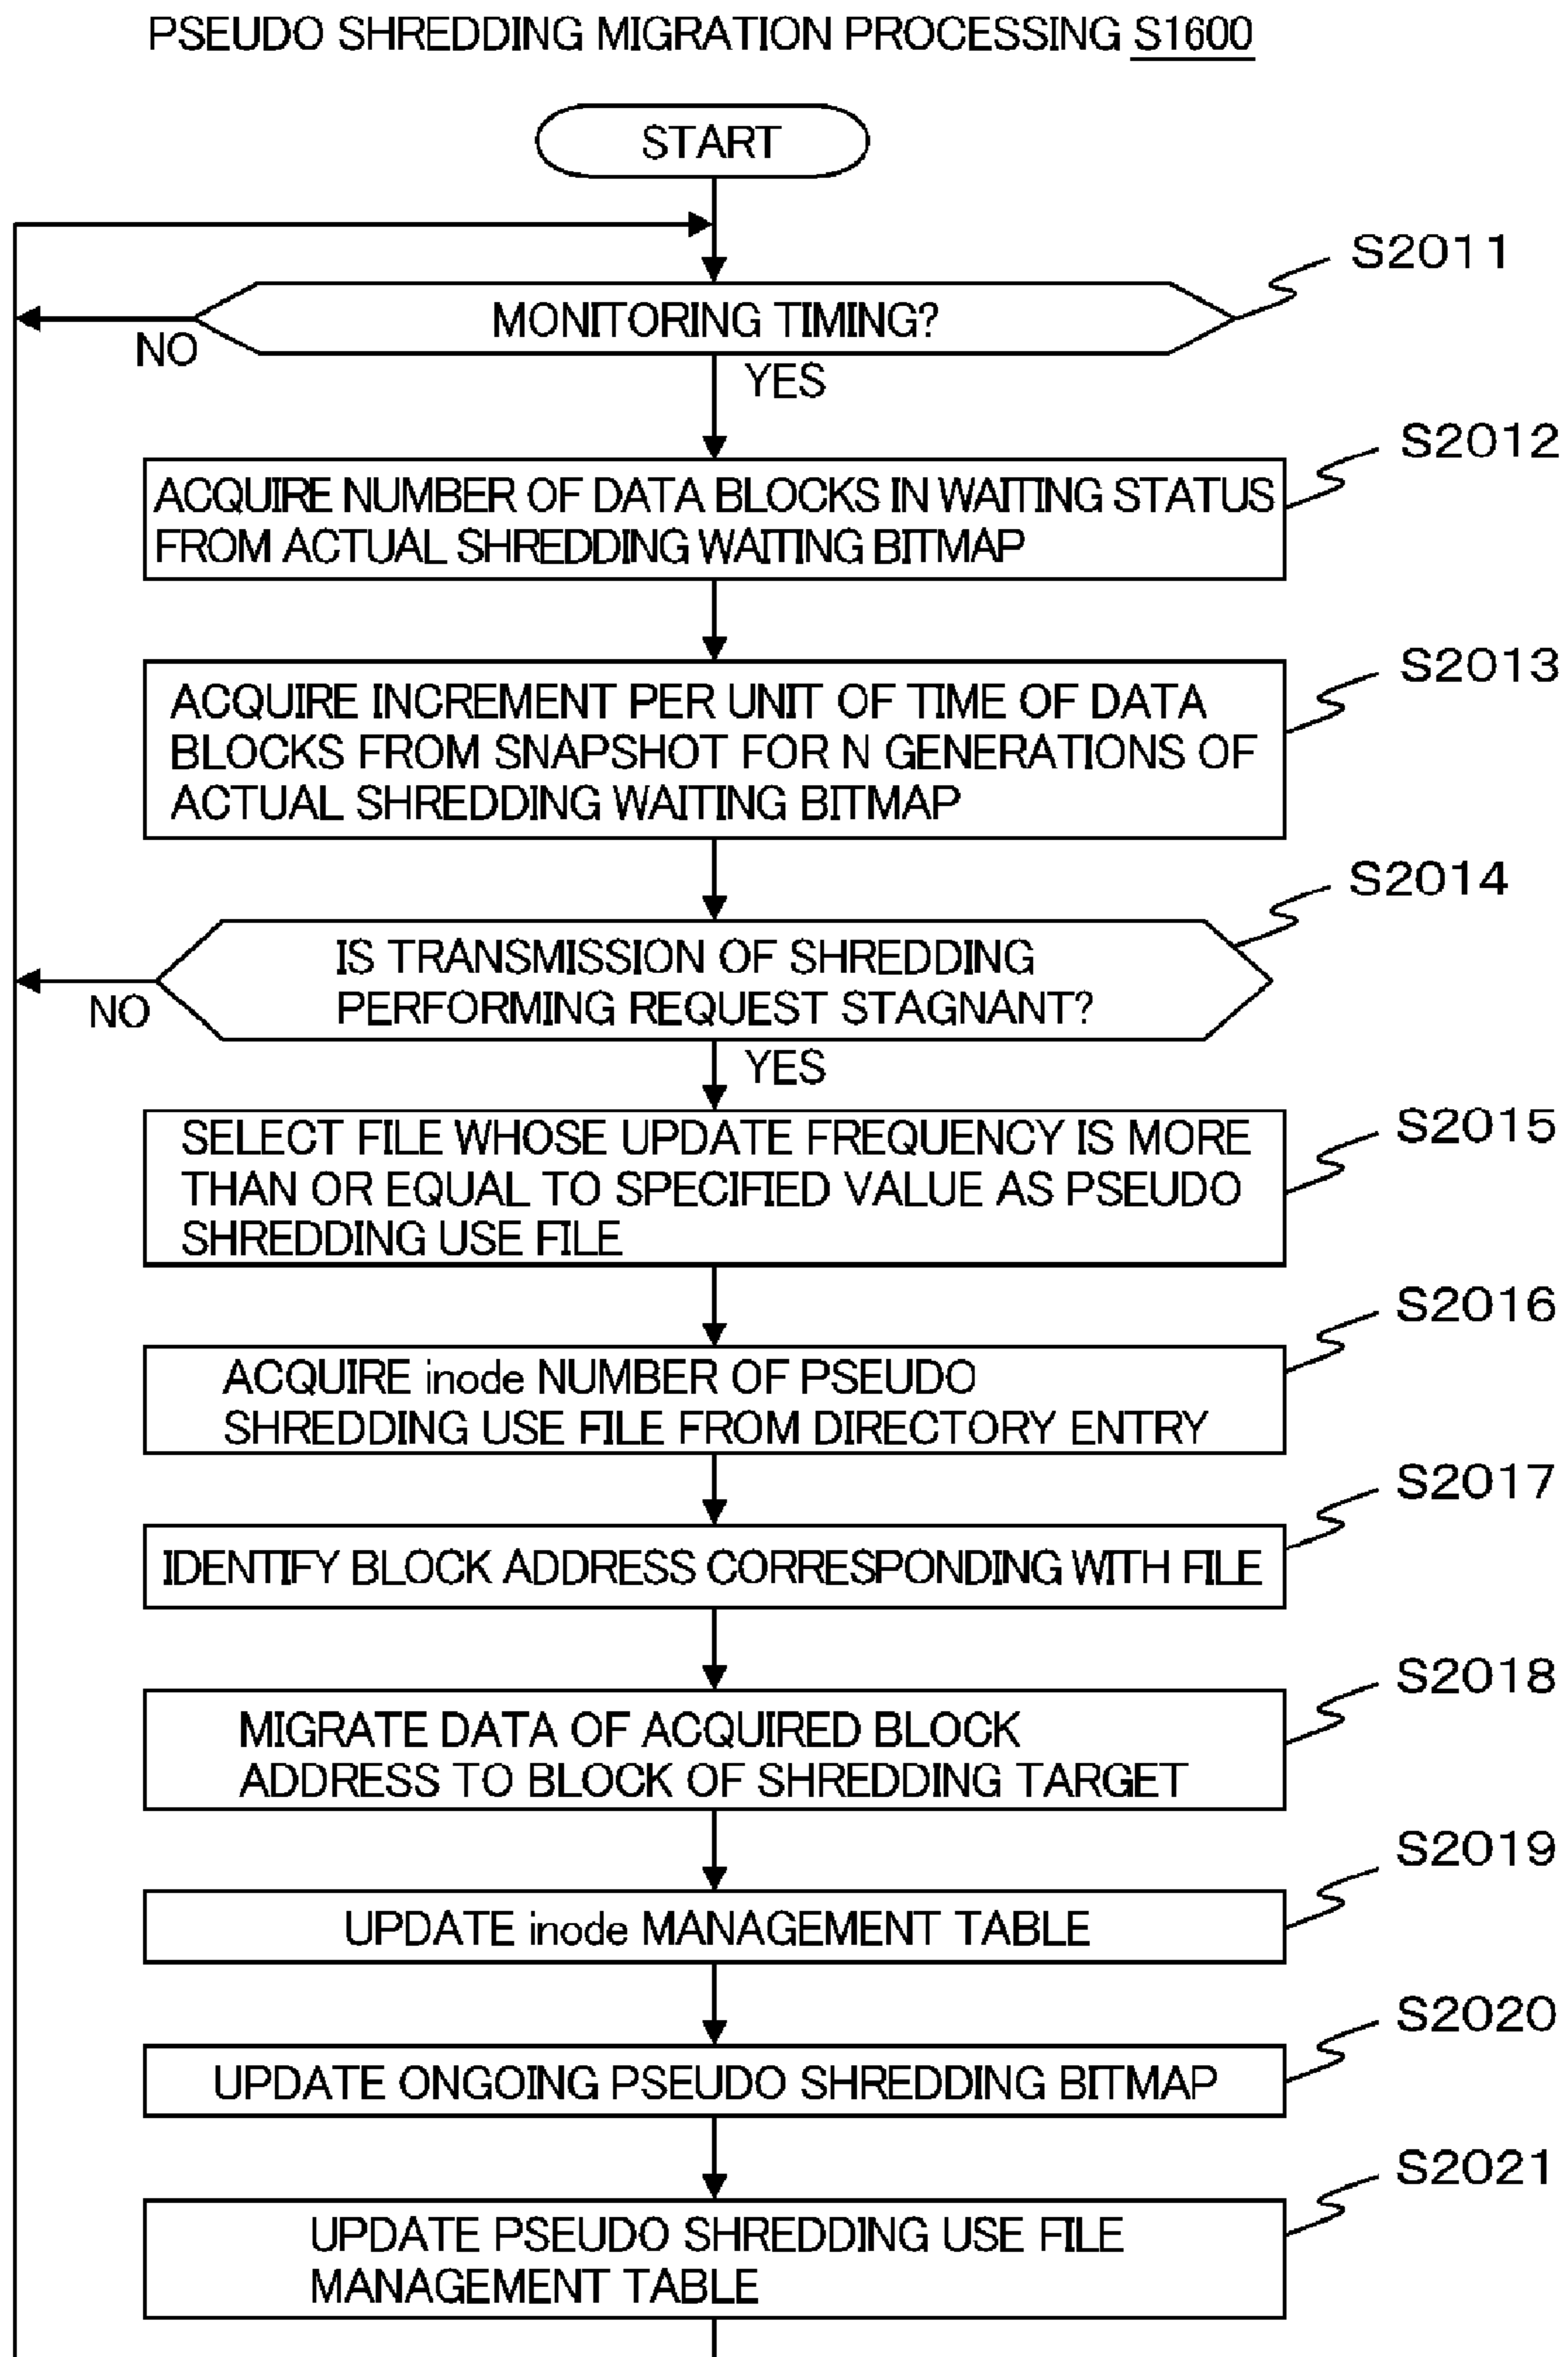 PSEUDO SHREDDING MIGRATION PROCESSING S1600
START
S2011
MONITORING TIMING?
NO
YES
S2012
ACQUIRE NUMBER OF DATA BLOCKS IN WAITING STATUS
FROM ACTUAL SHREDDING WAITING BITMAP
S2013
ACQUIRE INCREMENT PER UNIT OF TIME OF DATA
BLOCKS FROM SNAPSHOT FOR N GENERATIONS OF
ACTUAL SHREDDING WAITING BITMAP
S2014
IS TRANSMISSION OF SHREDDING
PERFORMING REQUEST STAGNANT?
NO
YES
S2015
SELECT FILE WHOSE UPDATE FREQUENCY IS MORE
THAN OR EQUAL TO SPECIFIED VALUE AS PSEUDO
SHREDDING USE FILE
S2016
ACQUIRE inode NUMBER OF PSEUDO
SHREDDING USE FILE FROM DIRECTORY ENTRY
S2017
IDENTIFY BLOCK ADDRESS CORRESPONDING WITH FILE
S2018
MIGRATE DATA OF ACQUIRED BLOCK
ADDRESS TO BLOCK OF SHREDDING TARGET
S2019
UPDATE inode MANAGEMENT TABLE
S2020
UPDATE ONGOING PSEUDO SHREDDING BITMAP
S2021
UPDATE PSEUDO SHREDDING USE FILE
MANAGEMENT TABLE